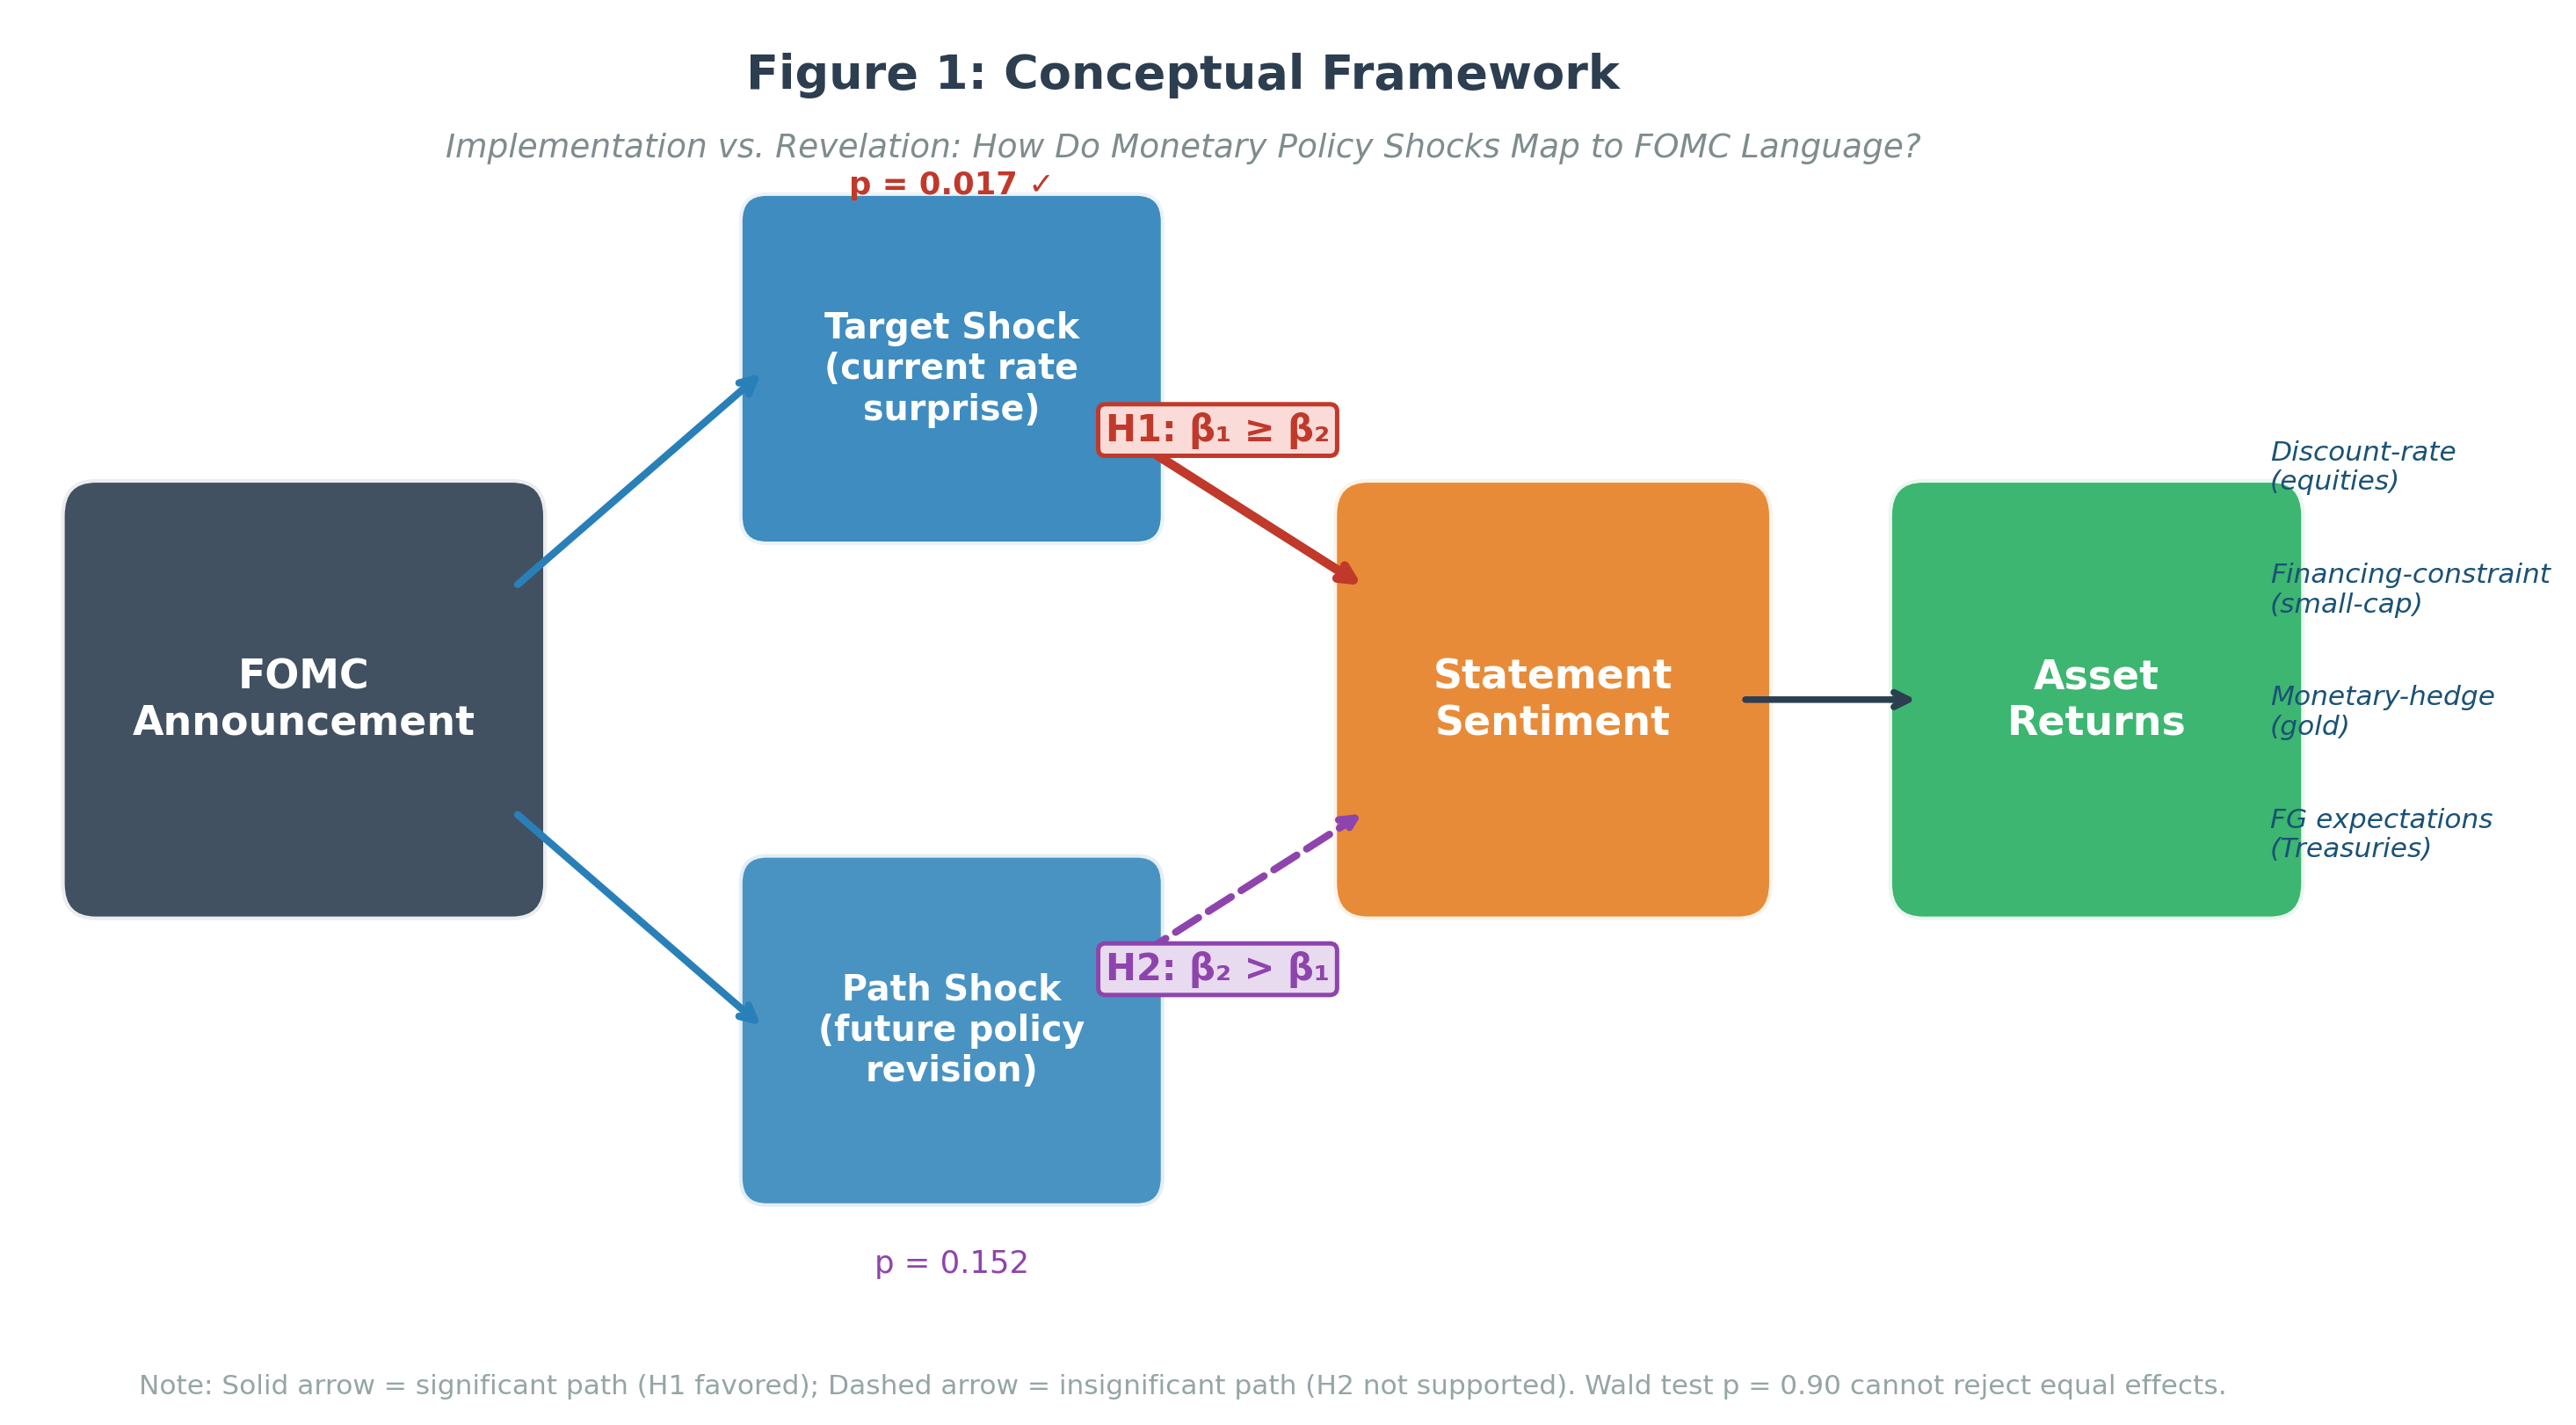 Figure 1: Conceptual Framework
Implementation vs. Revelation: How Do Monetary Policy Shocks Map to FOMC Language?
p = 0.017 ✓
Target Shock
(current rate
surprise)
H1: β₁ ≥ β₂
FOMC
Announcement
Statement
Sentiment
Asset
Returns
Discount-rate
(equities)
Financing-constraint
(small-cap)
Monetary-hedge
(gold)
FG expectations
(Treasuries)
H2: β₂ > β₁
Path Shock
(future policy
revision)
p = 0.152
Note: Solid arrow = significant path (H1 favored); Dashed arrow = insignificant path (H2 not supported). Wald test p = 0.90 cannot reject equal effects.